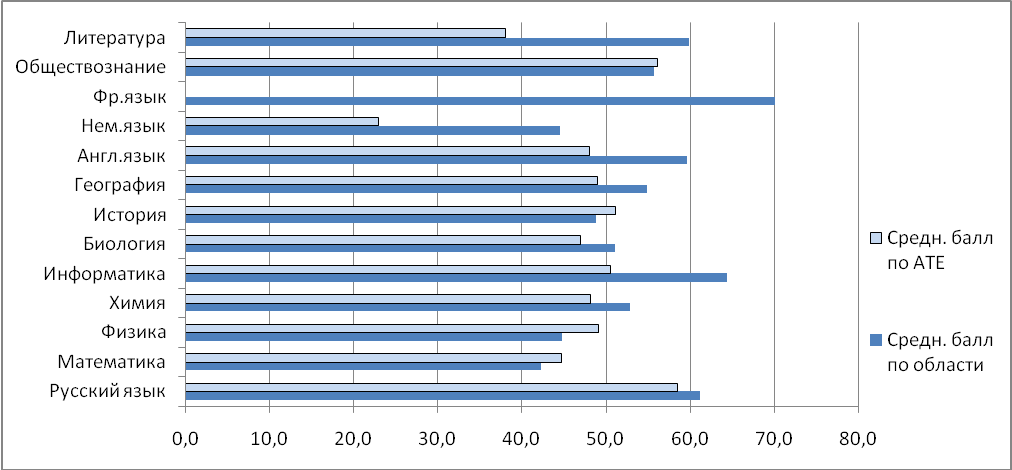 Литература
Обществознание
Фр.язык
Нем.язык
Англ.язык
География
История
Биология
Информатика
Химия
Физика
Математика
Русский язык
0,0 10,0 20,0 30,0 40,0 50,0 60,0 70,0 80,0
Средн. балл
по АТЕ
Средн. балл
по области